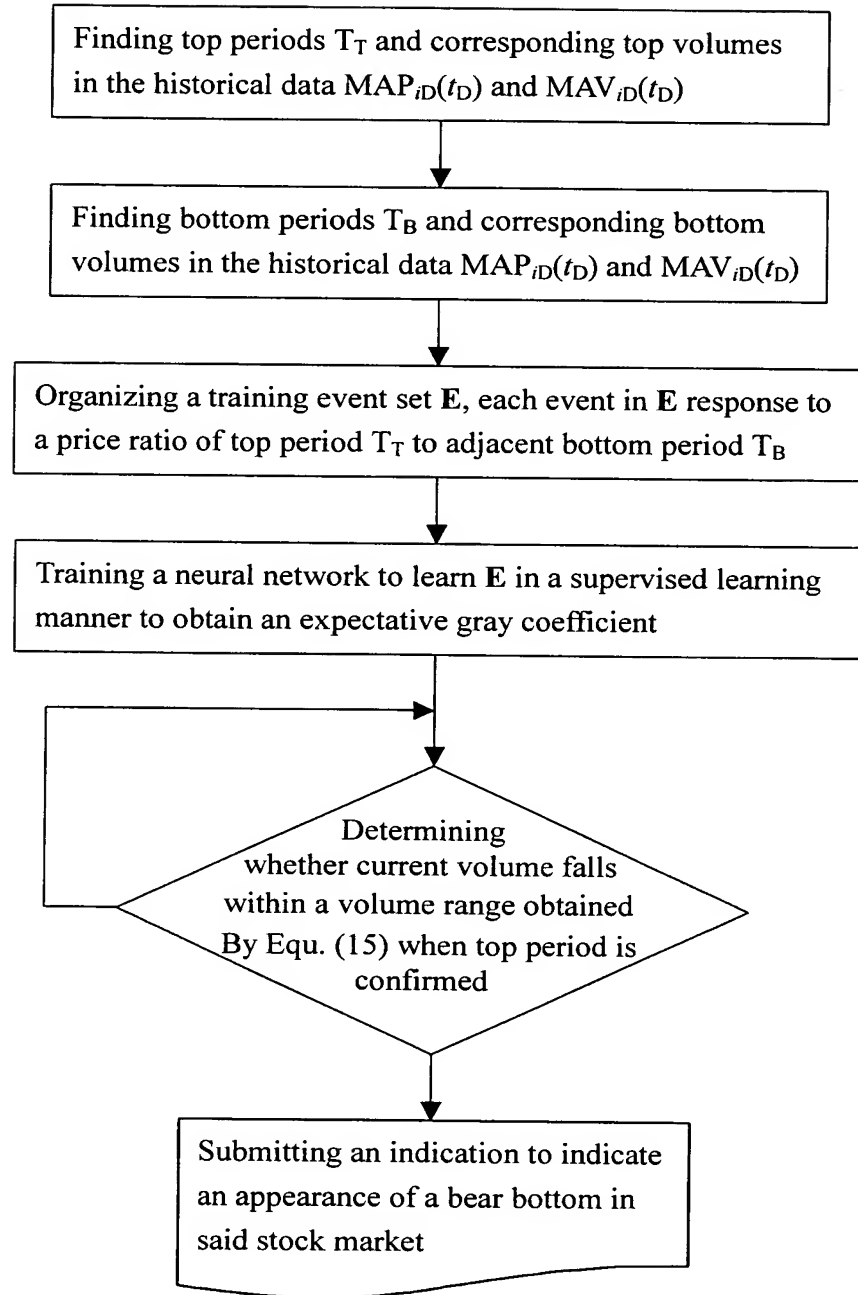 Finding top periods T_T and corresponding top volumes
in the historical data MAP_iD(t_D) and MAV_iD(t_D)
Finding bottom periods T_B and corresponding bottom
volumes in the historical data MAP_iD(t_D) and MAV_iD(t_D)
Organizing a training event set E, each event in E response to
a price ratio of top period T_T to adjacent bottom period T_B
Training a neural network to learn E in a supervised learning
manner to obtain an expectative gray coefficient
Determining
whether current volume falls
within a volume range obtained
By Equ. (15) when top period is
confirmed
Submitting an indication to indicate
an appearance of a bear bottom in
said stock market